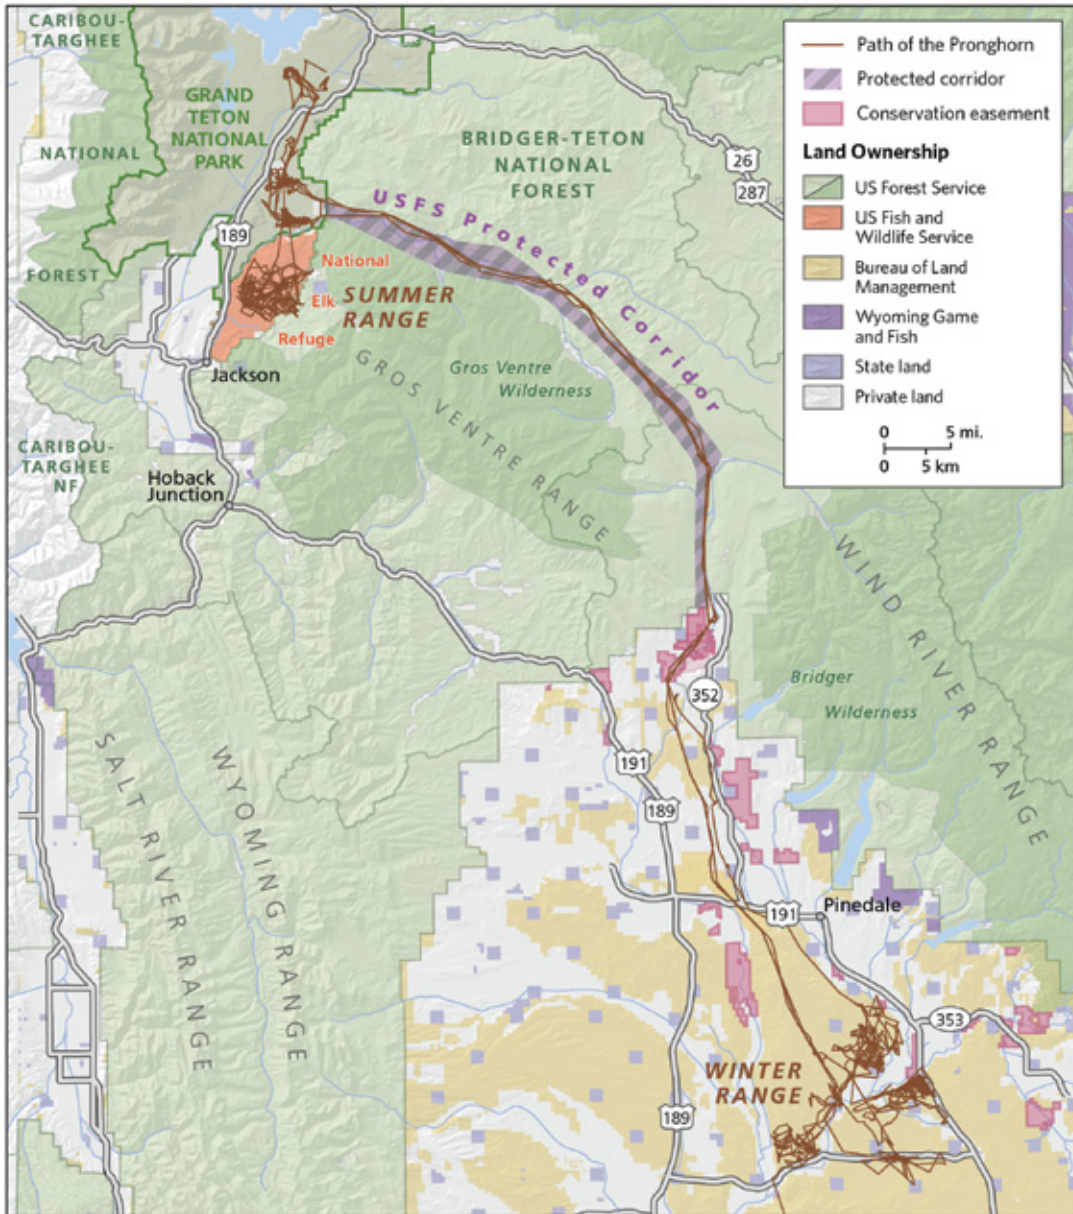 CARIBOU-
TARGHEE
NATIONAL
FOREST
GRAND
TETON
NATIONAL
PARK
BRIDGER-TETON
NATIONAL
FOREST
26
287
189
USFS Protected Corridor
National
Elk
Refuge
SUMMER
RANGE
Jackson
Gros Ventre
Wilderness
GROS VENTRE RANGE
CARIBOU-
TARGHEE
NF
Hoback
Junction
WIND RIVER RANGE
Bridger
Wilderness
352
191
189
SALT RIVER RANGE
WYOMING RANGE
191
Pinedale
353
WINTER
RANGE
189
191
Path of the Pronghorn
Protected corridor
Conservation easement
Land Ownership
US Forest Service
US Fish and
Wildlife Service
Bureau of Land
Management
Wyoming Game
and Fish
State land
Private land
0 5 mi.
0 5 km